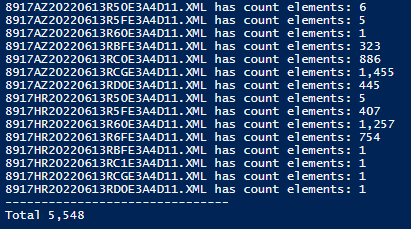 8917AZ20220613R50E3A4D11.XML has count elements: 6
8917AZ20220613R5FE3A4D11.XML has count elements: 5
8917AZ20220613R60E3A4D11.XML has count elements: 1
8917AZ20220613RBFE3A4D11.XML has count elements: 323
8917AZ20220613RC0E3A4D11.XML has count elements: 886
8917AZ20220613RCGE3A4D11.XML has count elements: 1,455
8917AZ20220613RD0E3A4D11.XML has count elements: 445
8917HR20220613R50E3A4D11.XML has count elements: 5
8917HR20220613R5FE3A4D11.XML has count elements: 407
8917HR20220613R60E3A4D11.XML has count elements: 1,257
8917HR20220613R6FE3A4D11.XML has count elements: 754
8917HR20220613RBFE3A4D11.XML has count elements: 1
8917HR20220613RC1E3A4D11.XML has count elements: 1
8917HR20220613RCGE3A4D11.XML has count elements: 1
8917HR20220613RD0E3A4D11.XML has count elements: 1
-------------------------------
Total 5,548